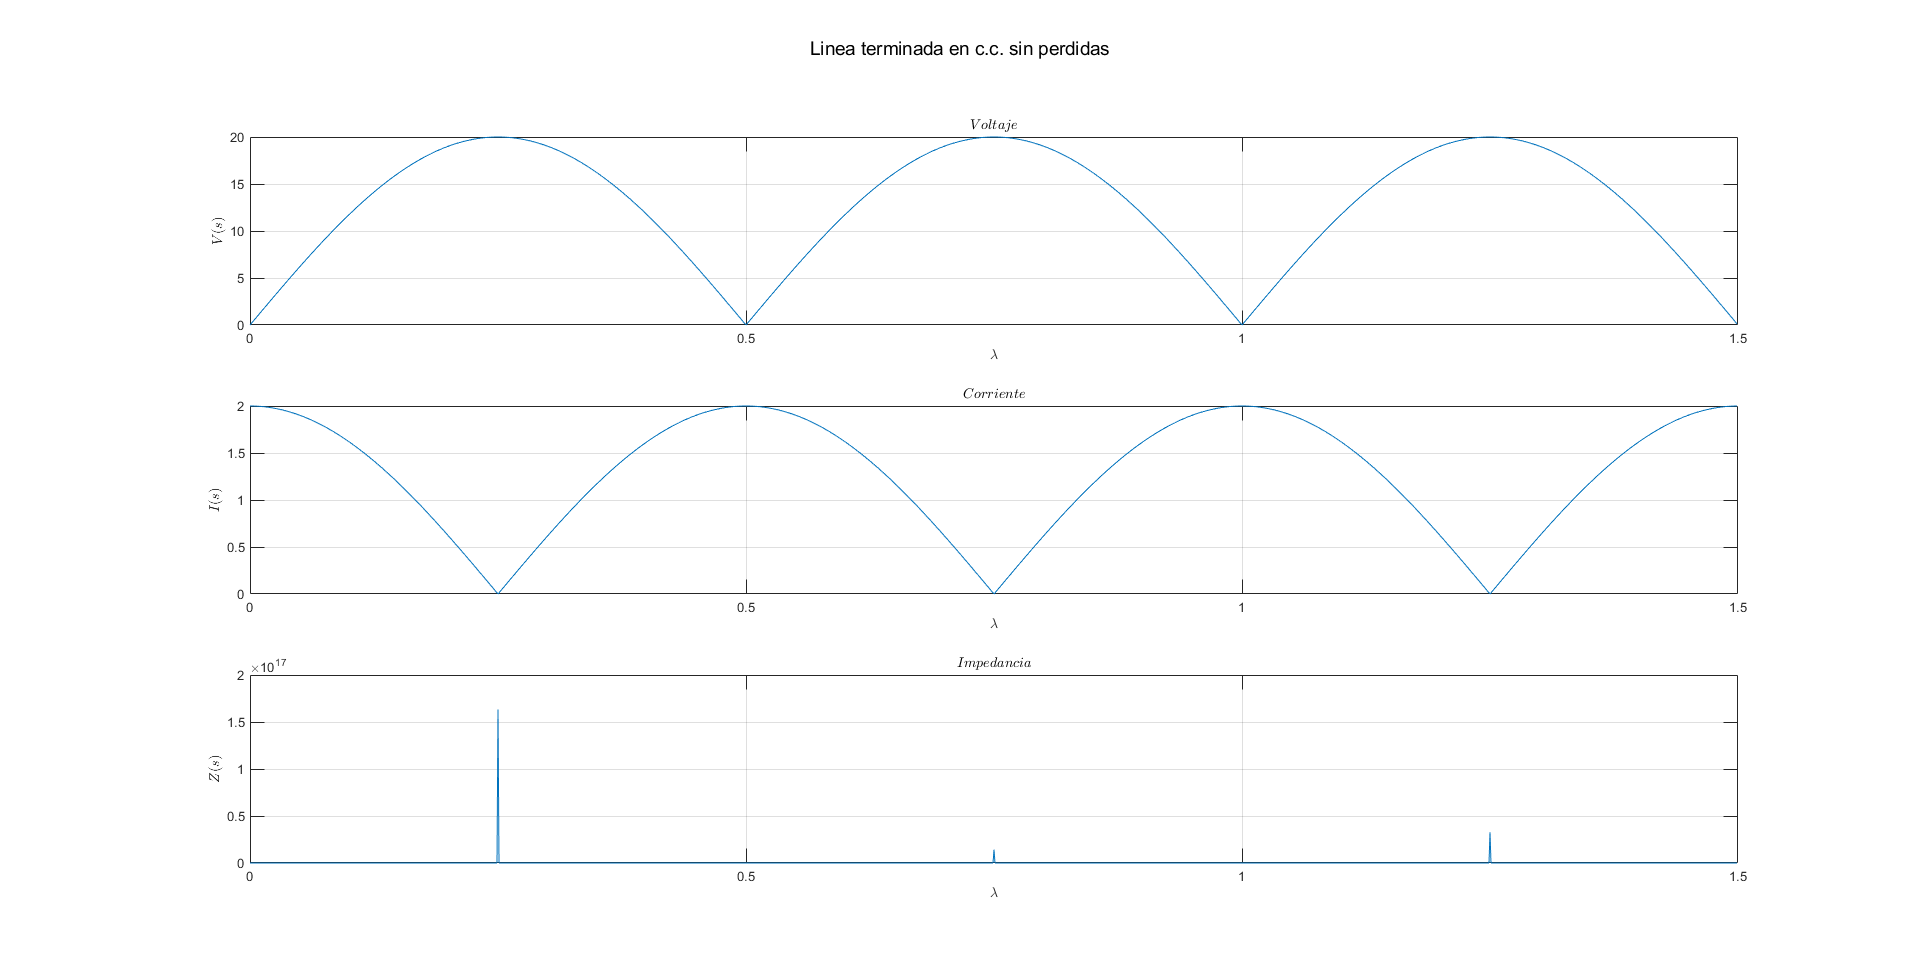 Linea terminada en c.c. sin perdidas
Voltaje
20
15
10
5
0
V(s)
0 0.5 1 1.5
λ
Corriente
2
1.5
1
0.5
0
I(s)
0 0.5 1 1.5
λ
Impedancia
×10^17
2
1.5
1
0.5
0
Z(s)
0 0.5 1 1.5
λ